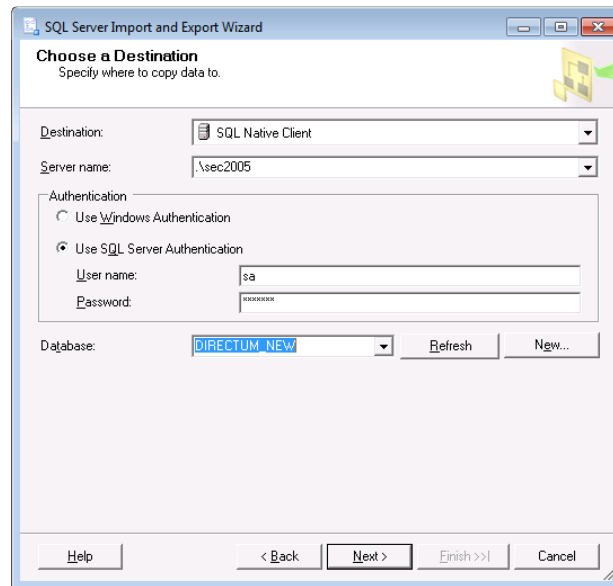 SQL Server Import and Export Wizard
Choose a Destination
Specify where to copy data to.
Destination:
SQL Native Client
Server name:
.\sec2005
Authentication
Use Windows Authentication
Use SQL Server Authentication
User name:
sa
Password:
*******
Database:
DIRECTUM_NEW
Refresh
New...
Help
< Back
Next >
Finish >>|
Cancel